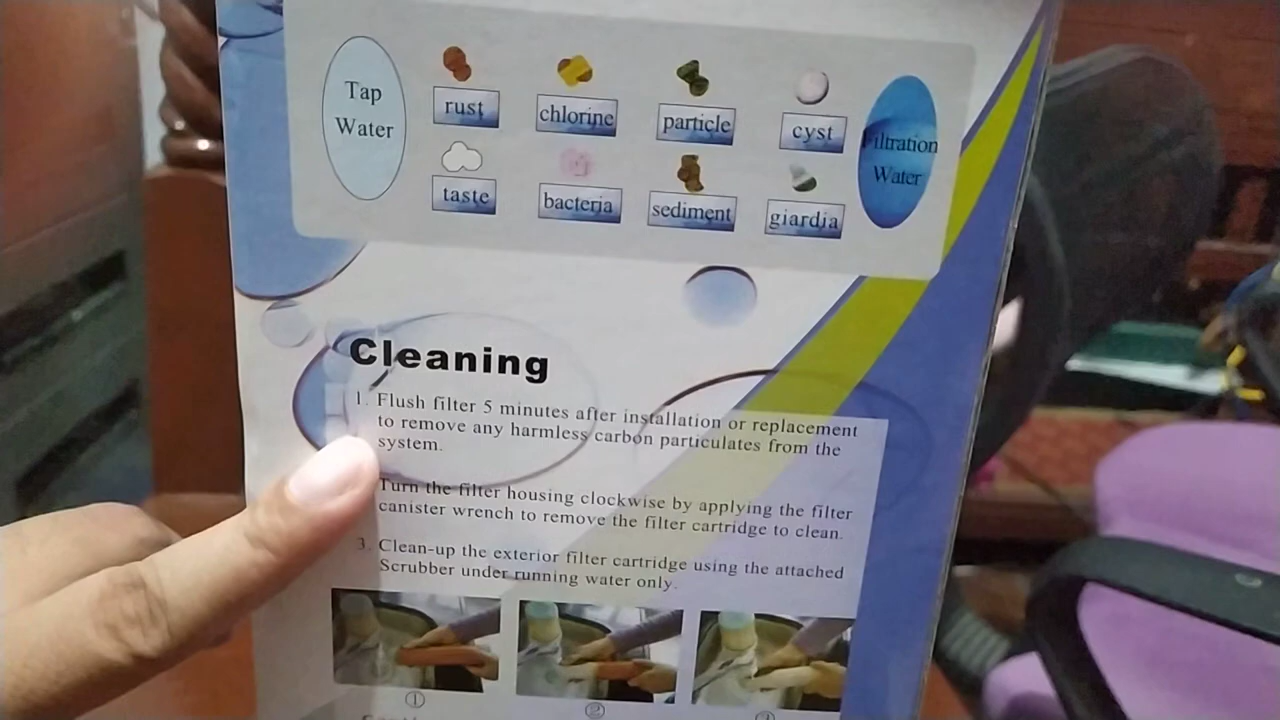 Tap
Water
rust
chlorine
particle
cyst
Filtration
Water
taste
bacteria
sediment
giardia
Cleaning
1. Flush filter 5 minutes after installation or replacement
to remove any harmless carbon particulates from the
system.
Turn the filter housing clockwise by applying the filter
canister wrench to remove the filter cartridge to clean.
3. Clean-up the exterior filter cartridge using the attached
Scrubber under running water only.
① ②